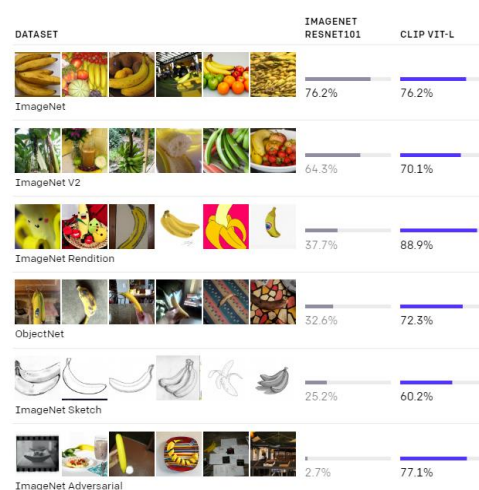 DATASET IMAGENET RESNET101 CLIP VIT-L
76.2% 76.2%
ImageNet
64.3% 70.1%
ImageNet V2
37.7% 88.9%
ImageNet Rendition
32.6% 72.3%
ObjectNet
25.2% 60.2%
ImageNet Sketch
2.7% 77.1%
ImageNet Adversarial